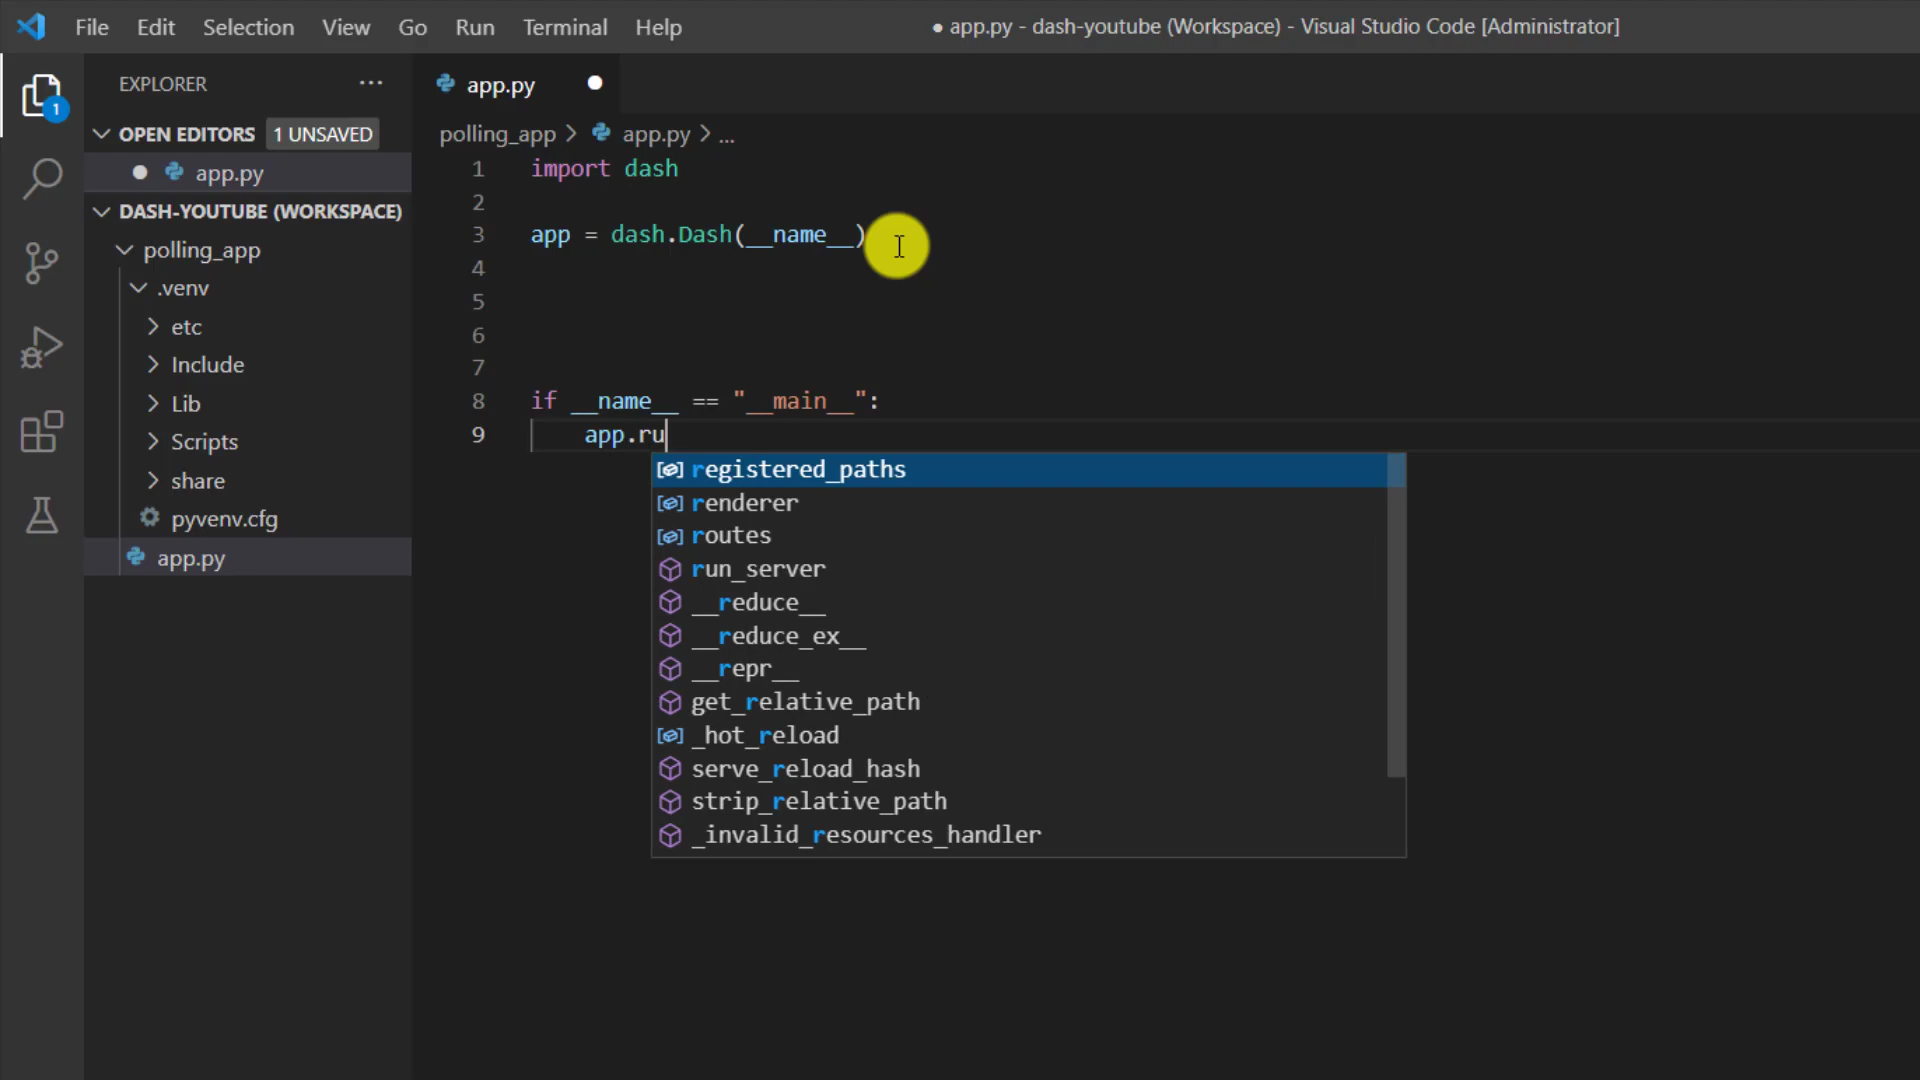 File Edit Selection View Go Run Terminal Help
● app.py - dash-youtube (Workspace) - Visual Studio Code [Administrator]
EXPLORER ...
app.py ●
1
OPEN EDITORS 1 UNSAVED
● app.py
DASH-YOUTUBE (WORKSPACE)
polling_app
.venv
etc
Include
Lib
Scripts
share
pyvenv.cfg
app.py
polling_app > app.py > ...
1 import dash
2
3 app = dash.Dash(__name__)
4
5
6
7
8 if __name__ == "__main__":
9 app.ru
registered_paths
renderer
routes
run_server
__reduce__
__reduce_ex__
__repr__
get_relative_path
_hot_reload
serve_reload_hash
strip_relative_path
_invalid_resources_handler